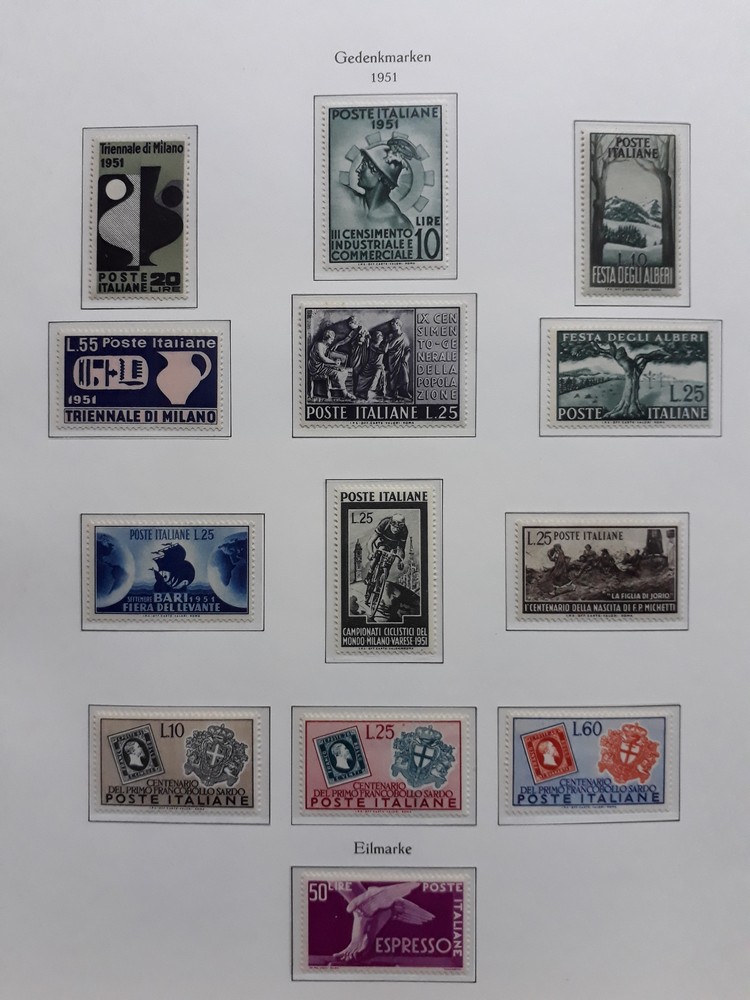 Gedenkmarken
1951
Triennale di Milano
1951
POSTE 20
ITALIANE LIRE
POSTE ITALIANE
1951
LIRE
10
III CENSIMENTO
INDUSTRIALE E
COMMERCIALE
POSTE
ITALIANE
L.10
FESTA DEGLI ALBERI
L.55 Poste Italiane
1951
TRIENNALE DI MILANO
IX CEN
SIMEN
TO-GE
NERALE
DELLA
POPOLA
ZIONE
POSTE ITALIANE L.25
FESTA DEGLI ALBERI
L.25
POSTE ITALIANE
POSTE ITALIANE L.25
SETTEMBRE BARI 1951
FIERA DEL LEVANTE
POSTE ITALIANE
L.25
CAMPIONATI CICLISTICI DEL
MONDO MILANO-VARESE 1951
L.25 POSTE ITALIANE
"LA FIGLIA DI JORIO"
I° CENTENARIO DELLA NASCITA DI F.P. MICHETTI
L.10
CENTENARIO
DEL PRIMO FRANCOBOLLO SARDO
POSTE ITALIANE
L.25
CENTENARIO
DEL PRIMO FRANCOBOLLO SARDO
POSTE ITALIANE
L.60
CENTENARIO
DEL PRIMO FRANCOBOLLO SARDO
POSTE ITALIANE
Eilmarke
50 LIRE POSTE
ITALIANE
ESPRESSO